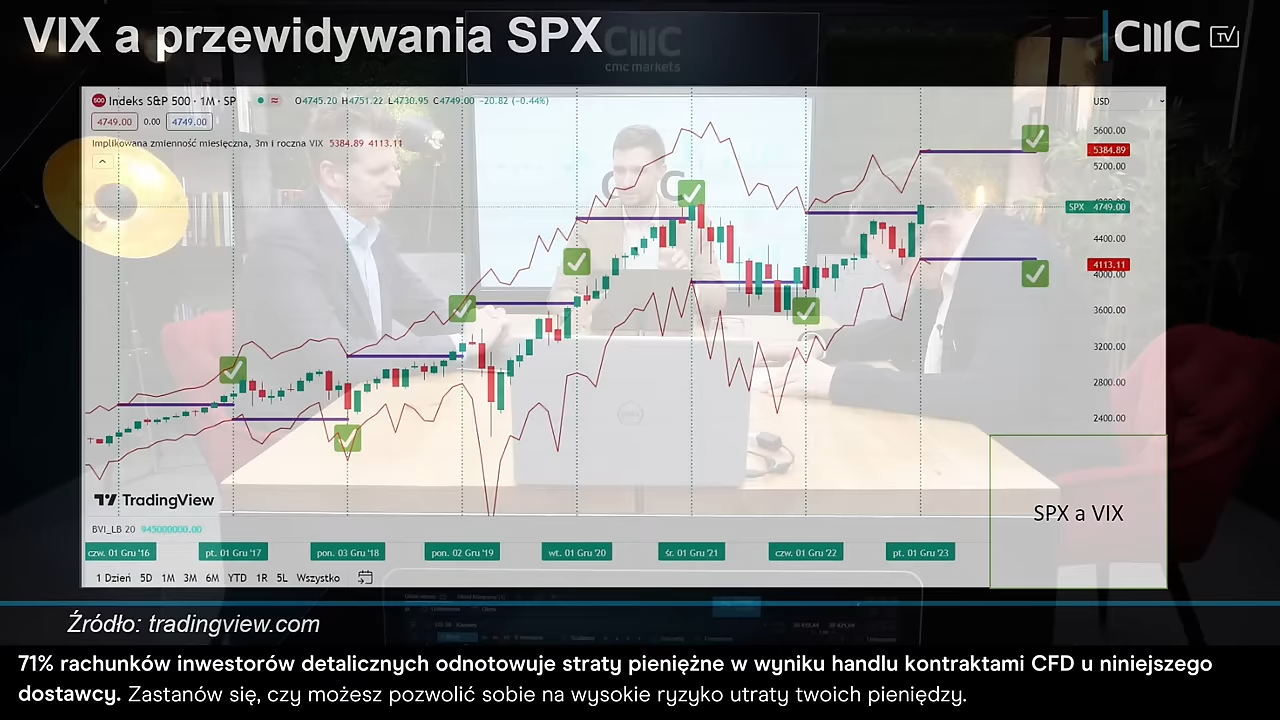 VIX a przewidywania SPX
CMC
cmc markets
CMC TV
500 Indeks S&P 500 · 1M · SP O4745.20 H4751.22 L4730.95 C4749.00 −20.82 (−0.44%) USD
4749.00 0.00 4749.00
Implikowana zmienność miesięczna, 3m i roczna VIX 5384.89 4113.11
5600.00
5384.89
5200.00
SPX 4749.00
4400.00
4113.11
4000.00
3600.00
3200.00
2800.00
2400.00
TradingView
SPX a VIX
BVI_LB 20 945000000.00
czw. 01 Gru '16 pt. 01 Gru '17 pon. 03 Gru '18 pon. 02 Gru '19 wt. 01 Gru '20 śr. 01 Gru '21 czw. 01 Gru '22 pt. 01 Gru '23
1 Dzień 5D 1M 3M 6M YTD 1R 5L Wszystko
Źródło: tradingview.com
71% rachunków inwestorów detalicznych odnotowuje straty pieniężne w wyniku handlu kontraktami CFD u niniejszego
dostawcy. Zastanów się, czy możesz pozwolić sobie na wysokie ryzyko utraty twoich pieniędzy.